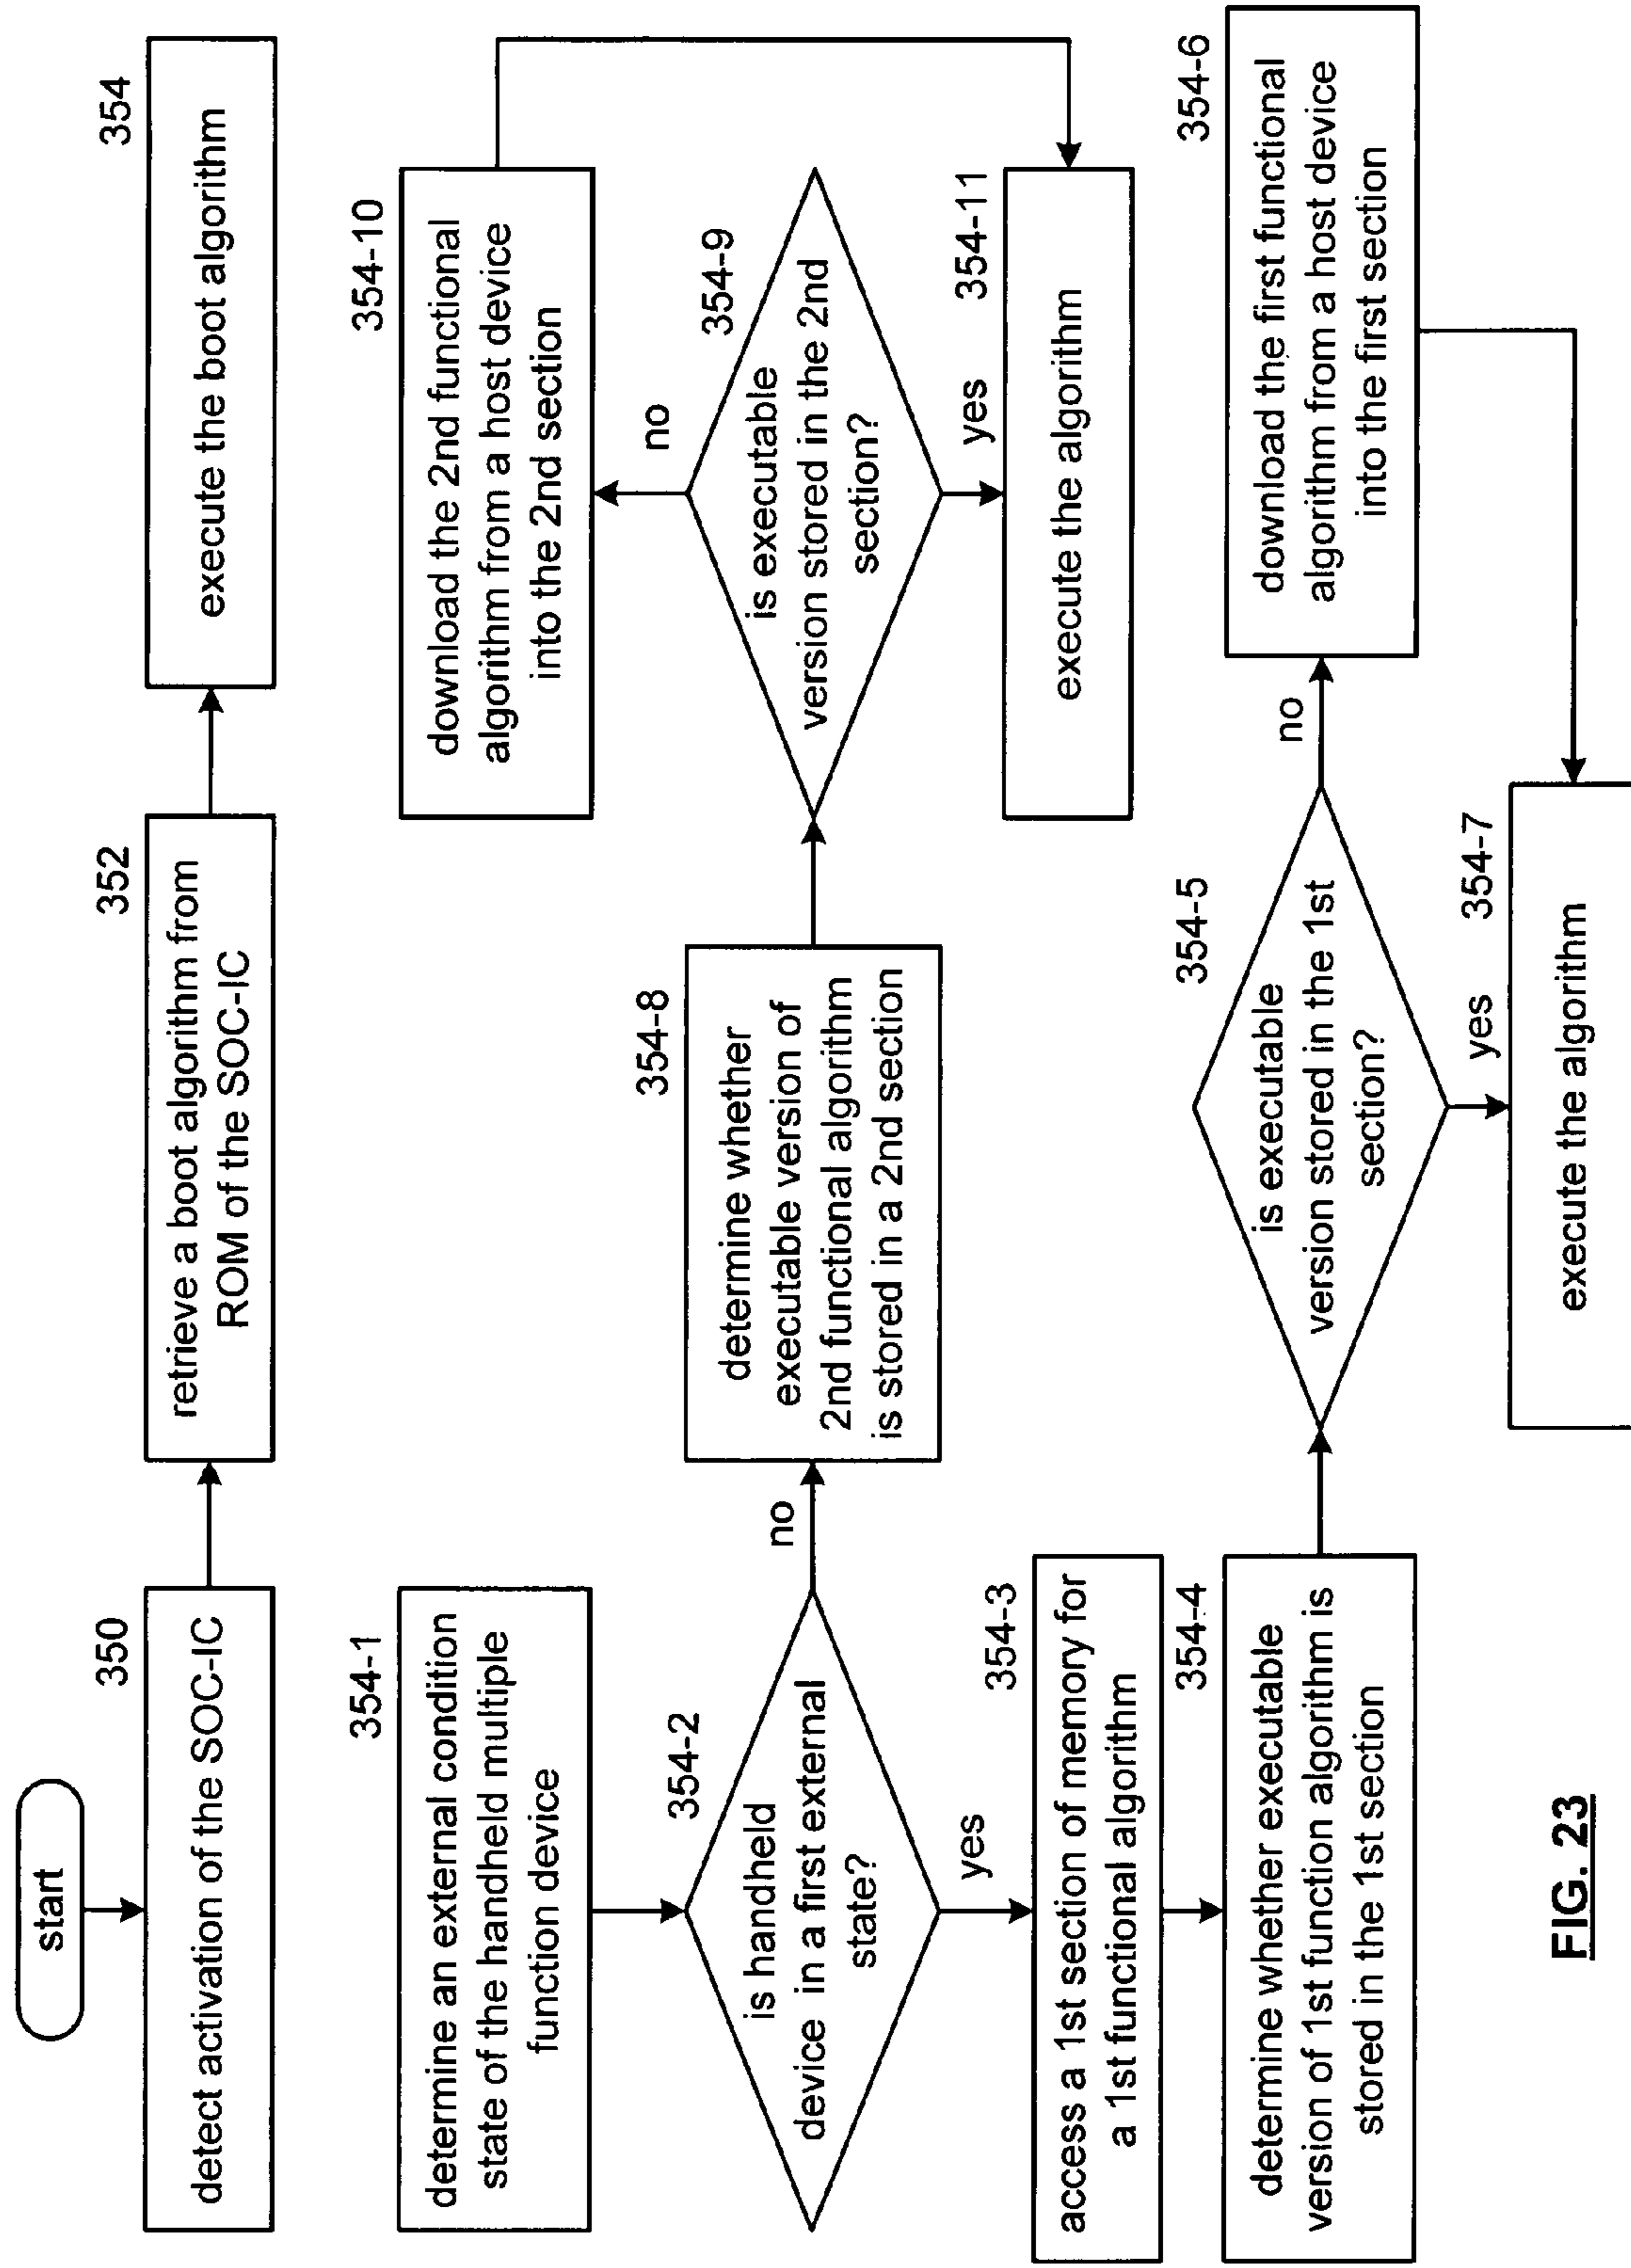 start
350
detect activation of the SOC-IC
352
retrieve a boot algorithm from
ROM of the SOC-IC
354
execute the boot algorithm
354-1
determine an external condition
state of the handheld multiple
function device
354-2
is handheld
device in a first external
state?
no
yes
354-8
determine whether
executable version of
2nd functional algorithm
is stored in a 2nd section
354-9
is executable
version stored in the 2nd
section?
no
yes
354-10
download the 2nd functional
algorithm from a host device
into the 2nd section
354-11
execute the algorithm
354-3
access a 1st section of memory for
a 1st functional algorithm
354-4
determine whether executable
version of 1st function algorithm is
stored in the 1st section
354-5
is executable
version stored in the 1st
section?
no
yes
354-6
download the first functional
algorithm from a host device
into the first section
354-7
execute the algorithm
FIG. 23